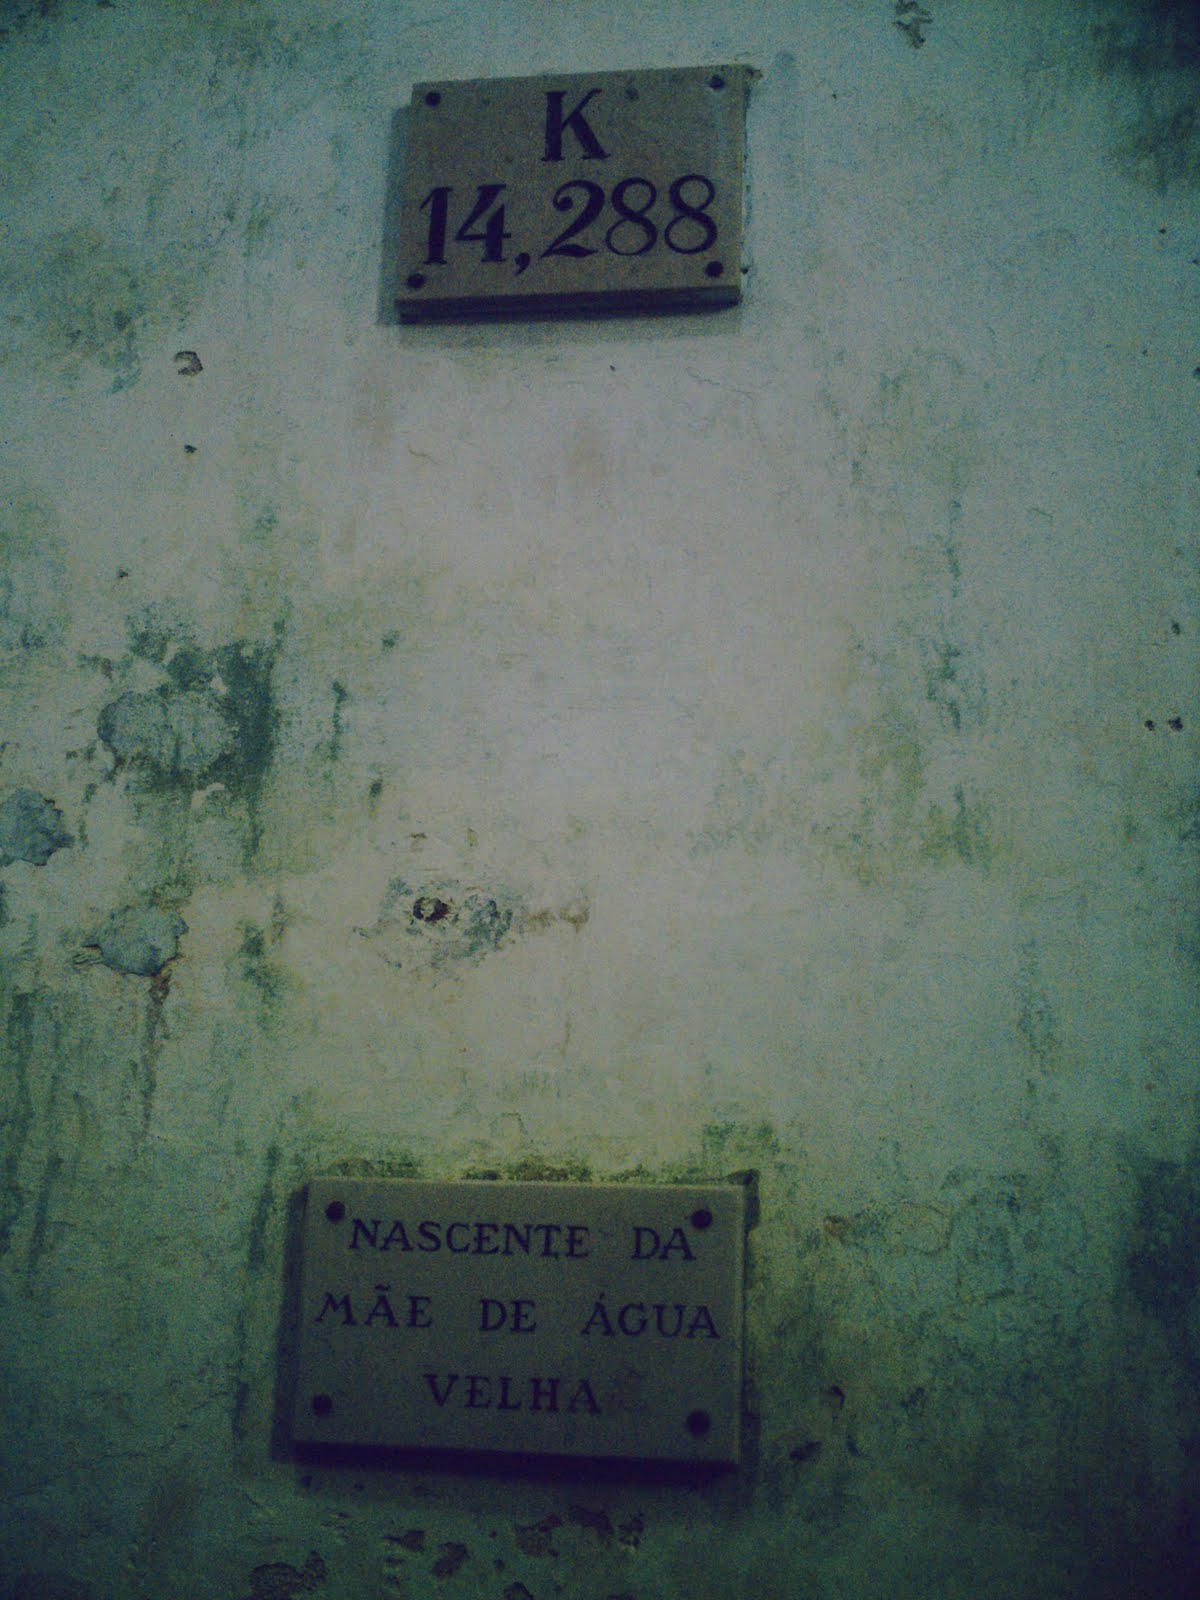 K
14,288
NASCENTE DA
MÃE DE ÁGUA
VELHA